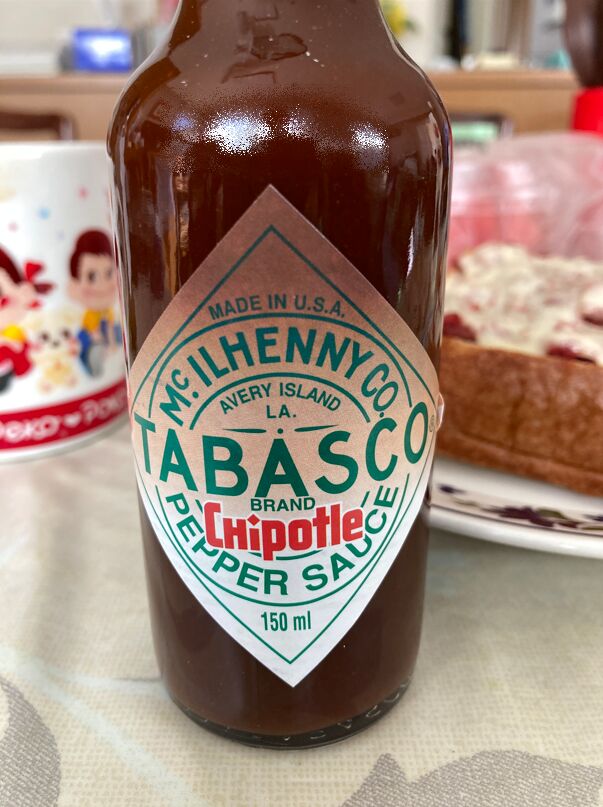 MADE IN U.S.A.
McILHENNY CO.
AVERY ISLAND
LA.
TABASCO®
BRAND
CHipotle
PEPPER SAUCE
150 ml